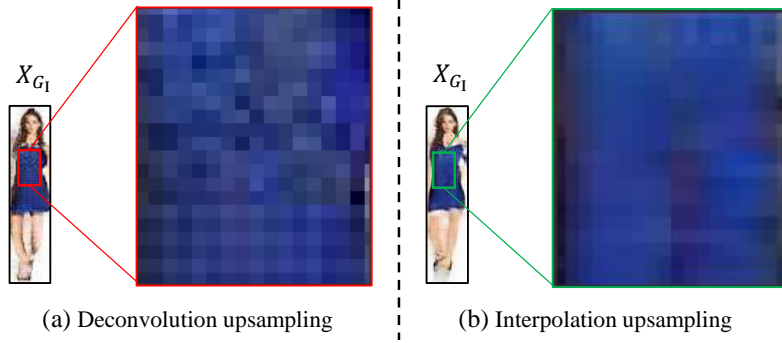 X_{G_I}
X_{G_I}
(a) Deconvolution upsampling
(b) Interpolation upsampling